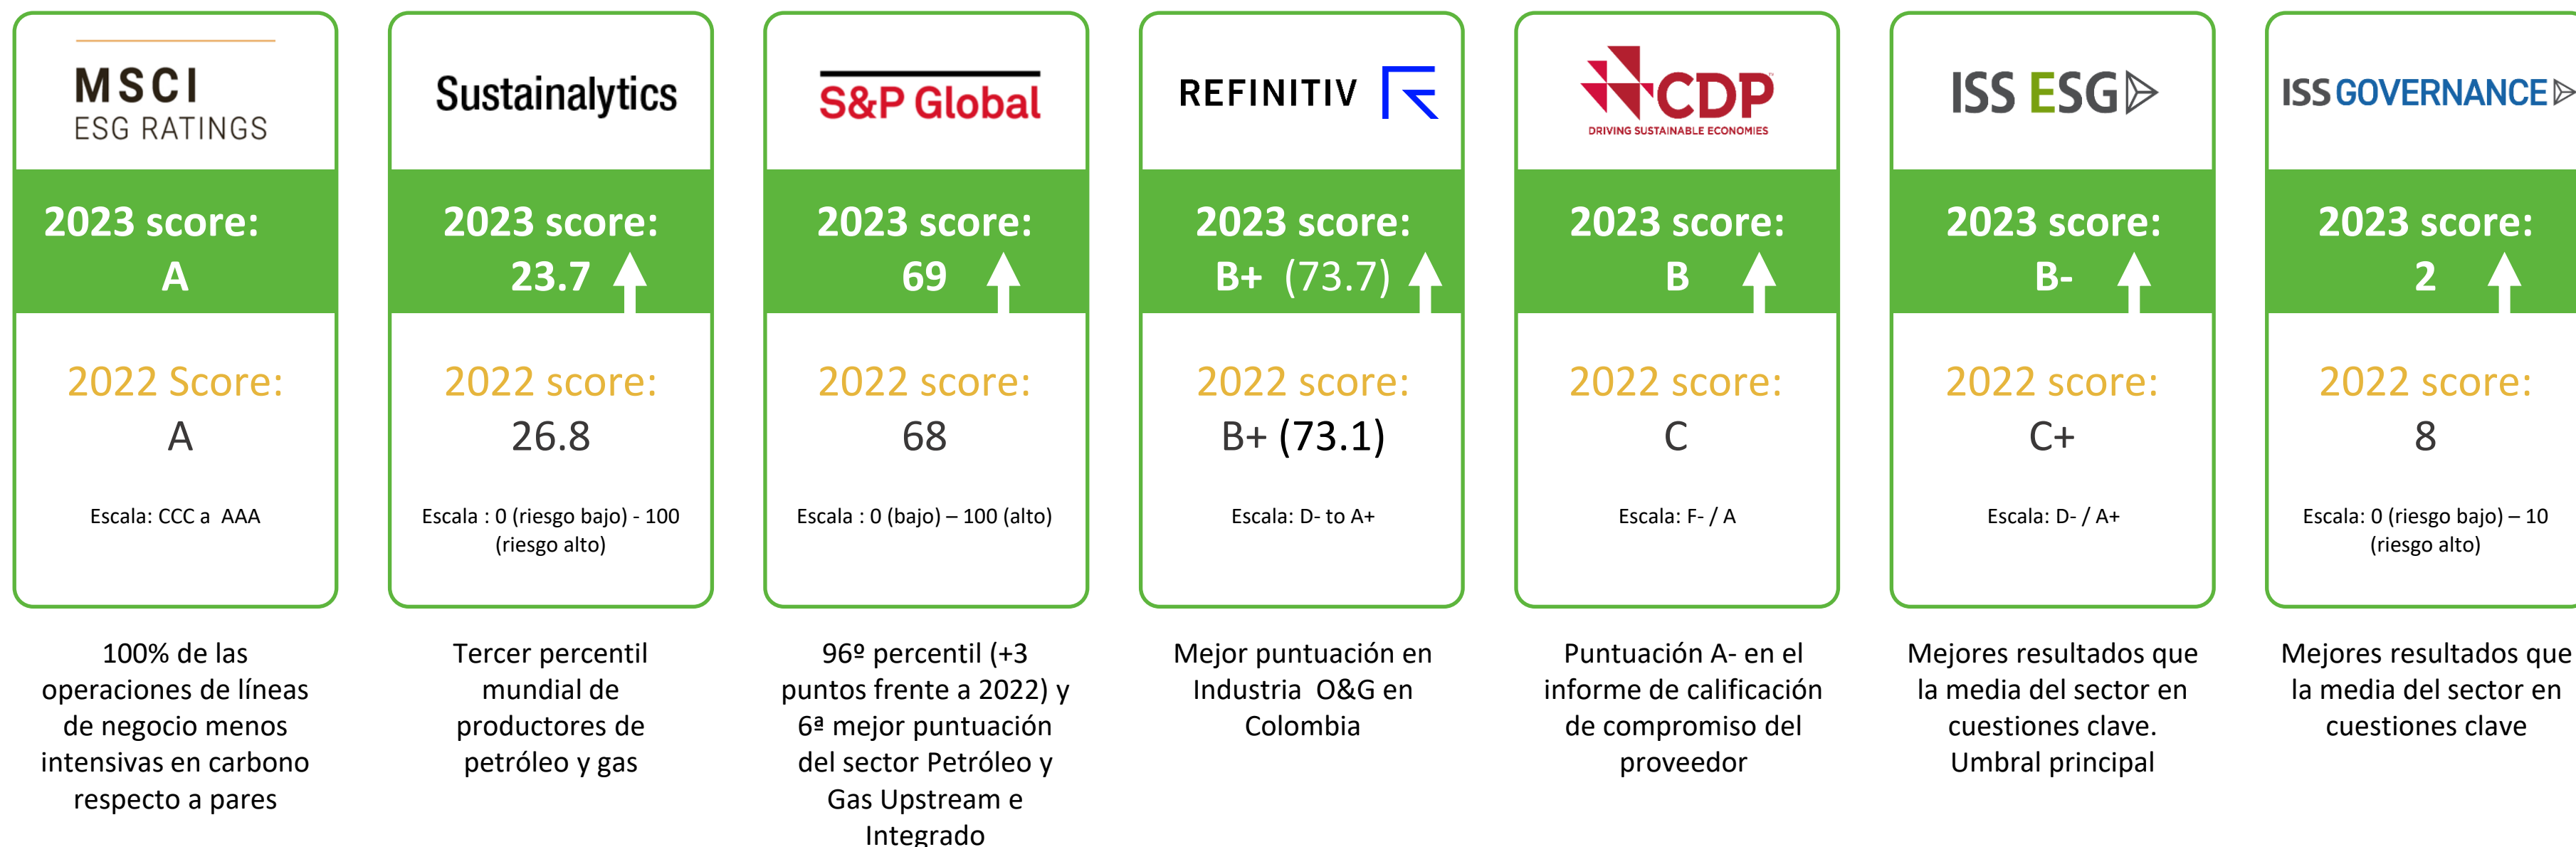 MSCI
ESG RATINGS
2023 score:
A
2022 Score:
A
Escala: CCC a AAA
100% de las
operaciones de líneas
de negocio menos
intensivas en carbono
respecto a pares
Sustainalytics
2023 score:
23.7
2022 score:
26.8
Escala : 0 (riesgo bajo) - 100
(riesgo alto)
Tercer percentil
mundial de
productores de
petróleo y gas
S&P Global
2023 score:
69
2022 score:
68
Escala : 0 (bajo) – 100 (alto)
96º percentil (+3
puntos frente a 2022) y
6ª mejor puntuación
del sector Petróleo y
Gas Upstream e
Integrado
REFINITIV
2023 score:
B+ (73.7)
2022 score:
B+ (73.1)
Escala: D- to A+
Mejor puntuación en
Industria O&G en
Colombia
CDP
DRIVING SUSTAINABLE ECONOMIES
2023 score:
B
2022 score:
C
Escala: F- / A
Puntuación A- en el
informe de calificación
de compromiso del
proveedor
ISS ESG
2023 score:
B-
2022 score:
C+
Escala: D- / A+
Mejores resultados que
la media del sector en
cuestiones clave.
Umbral principal
ISS GOVERNANCE
2023 score:
2
2022 score:
8
Escala: 0 (riesgo bajo) – 10
(riesgo alto)
Mejores resultados que
la media del sector en
cuestiones clave